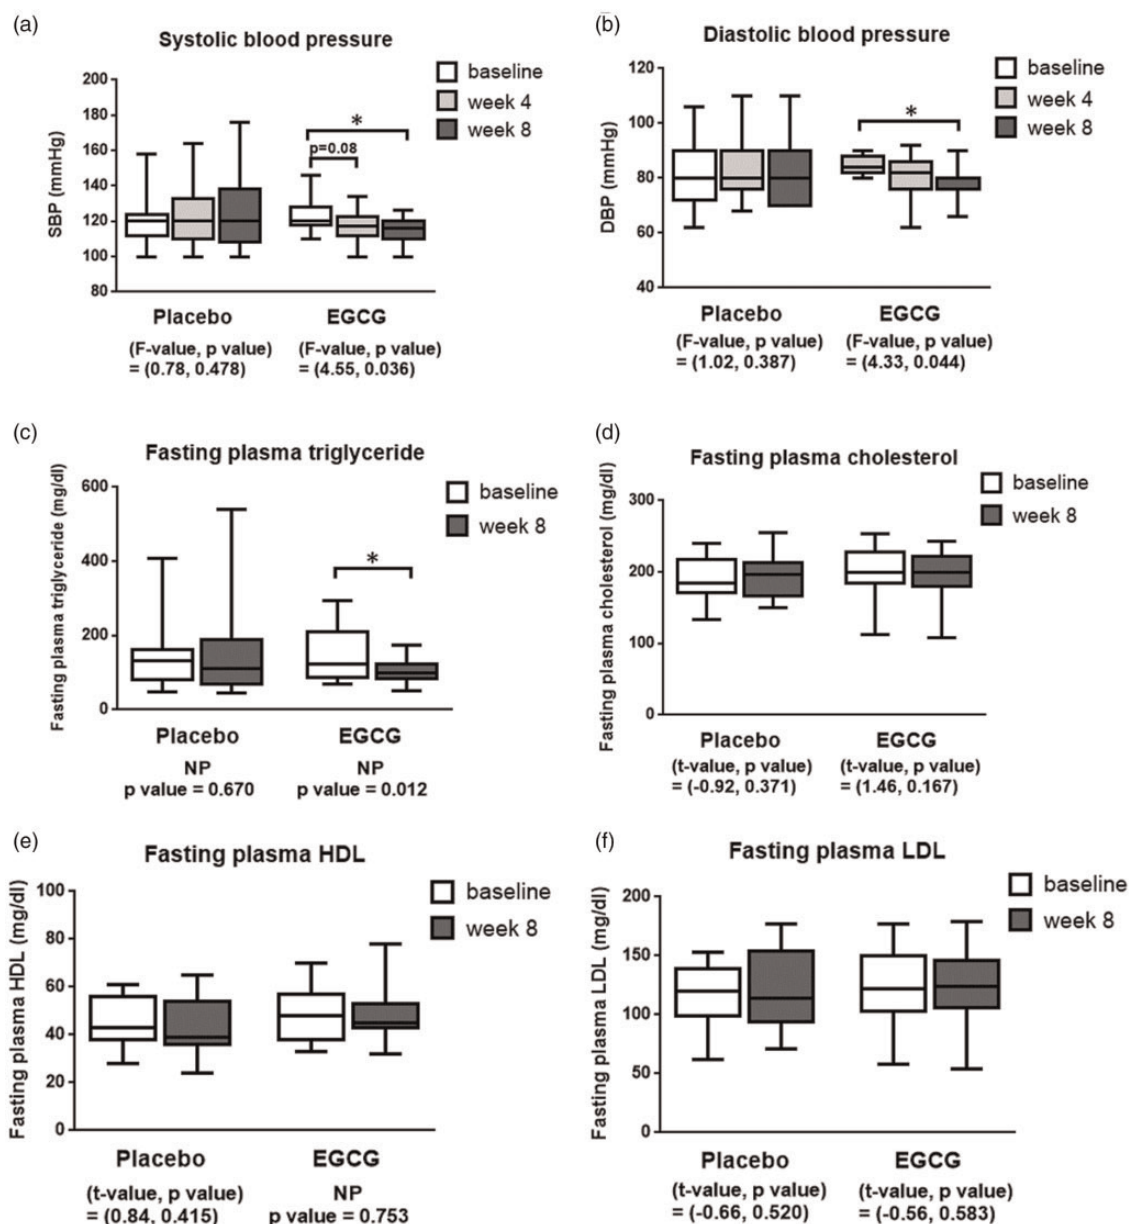 (a)
Systolic blood pressure
baseline
week 4
week 8
SBP (mmHg)
200
180
160
140
120
100
80
*
p=0.08
Placebo
EGCG
(F-value, p value)
= (0.78, 0.478)
(F-value, p value)
= (4.55, 0.036)
(b)
Diastolic blood pressure
baseline
week 4
week 8
DBP (mmHg)
120
100
80
60
40
*
Placebo
EGCG
(F-value, p value)
= (1.02, 0.387)
(F-value, p value)
= (4.33, 0.044)
(c)
Fasting plasma triglyceride
baseline
week 8
Fasting plasma triglyceride (mg/dl)
600
400
200
0
*
Placebo
EGCG
NP
p value = 0.670
NP
p value = 0.012
(d)
Fasting plasma cholesterol
baseline
week 8
Fasting plasma cholesterol (mg/dl)
300
200
100
0
Placebo
EGCG
(t-value, p value)
= (-0.92, 0.371)
(t-value, p value)
= (1.46, 0.167)
(e)
Fasting plasma HDL
baseline
week 8
Fasting plasma HDL (mg/dl)
100
80
60
40
20
0
Placebo
EGCG
(t-value, p value)
= (0.84, 0.415)
NP
p value = 0.753
(f)
Fasting plasma LDL
baseline
week 8
Fasting plasma LDL (mg/dl)
200
150
100
50
0
Placebo
EGCG
(t-value, p value)
= (-0.66, 0.520)
(t-value, p value)
= (-0.56, 0.583)